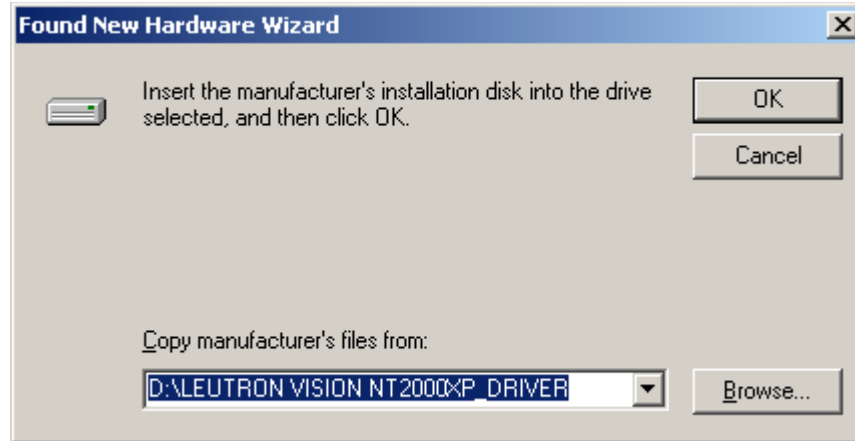 Found New Hardware Wizard
Insert the manufacturer's installation disk into the drive
selected, and then click OK.
OK
Cancel
Copy manufacturer's files from:
D:\LEUTRON VISION NT2000XP_DRIVER
Browse...